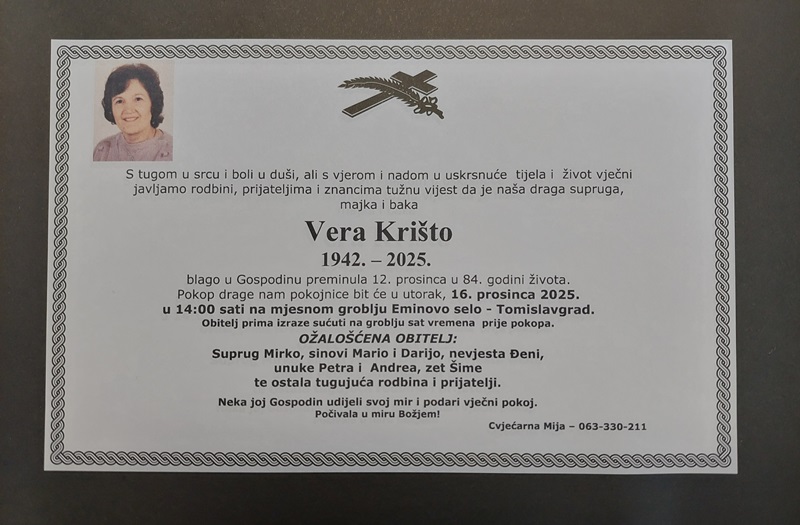 S tugom u srcu i boli u duši, ali s vjerom i nadom u uskrsnuće tijela i život vječni
javljamo rodbini, prijateljima i znancima tužnu vijest da je naša draga supruga,
majka i baka
Vera Krišto
1942. – 2025.
blago u Gospodinu preminula 12. prosinca u 84. godini života.
Pokop drage nam pokojnice bit će u utorak, 16. prosinca 2025.
u 14:00 sati na mjesnom groblju Eminovo selo - Tomislavgrad.
Obitelj prima izraze sućuti na groblju sat vremena prije pokopa.
OŽALOŠĆENA OBITELJ:
Suprug Mirko, sinovi Mario i Darijo, nevjesta Đeni,
unuke Petra i Andrea, zet Šime
te ostala tugujuća rodbina i prijatelji.
Neka joj Gospodin udijeli svoj mir i podari vječni pokoj.
Počivala u miru Božjem!
Cvjećarna Mija – 063-330-211